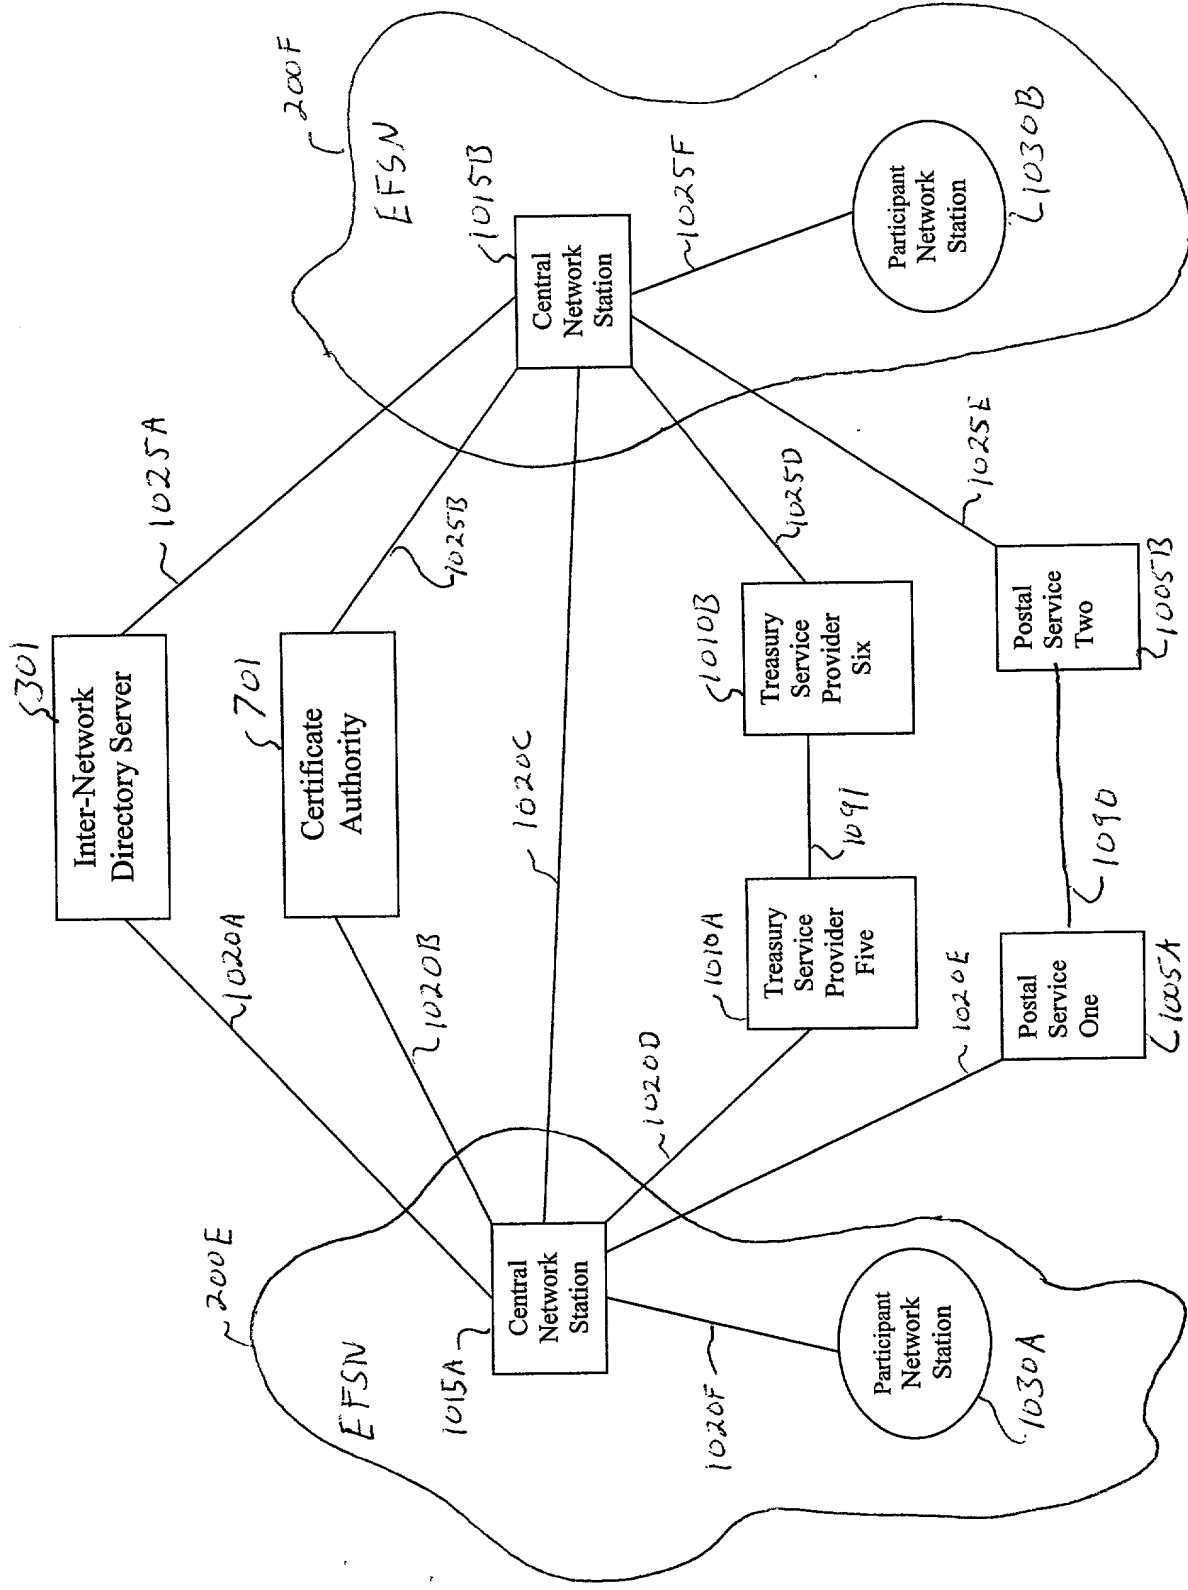 301
Inter-Network
Directory Server
1020A
1025A
701
Certificate
Authority
1020B
1025B
200E
EFSN
200F
EFSN
1015A
Central
Network
Station
1020C
1015B
Central
Network
Station
1020D
1010A
Treasury
Service
Provider
Five
1091
1010B
Treasury
Service
Provider
Six
1025D
1020F
1025F
1020E
Postal
Service
One
1005A
1090
Postal
Service
Two
1005B
1025E
Participant
Network
Station
1030A
Participant
Network
Station
1030B